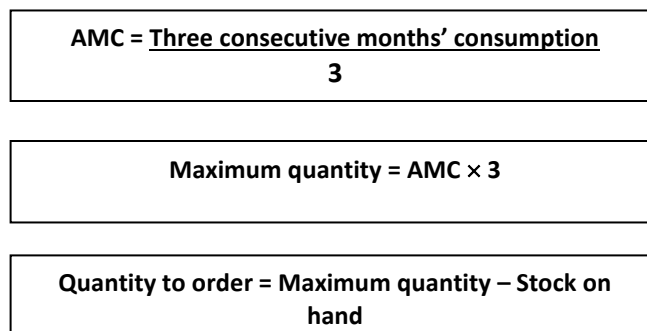 AMC = Three consecutive months’ consumption
3
Maximum quantity = AMC × 3
Quantity to order = Maximum quantity – Stock on
hand